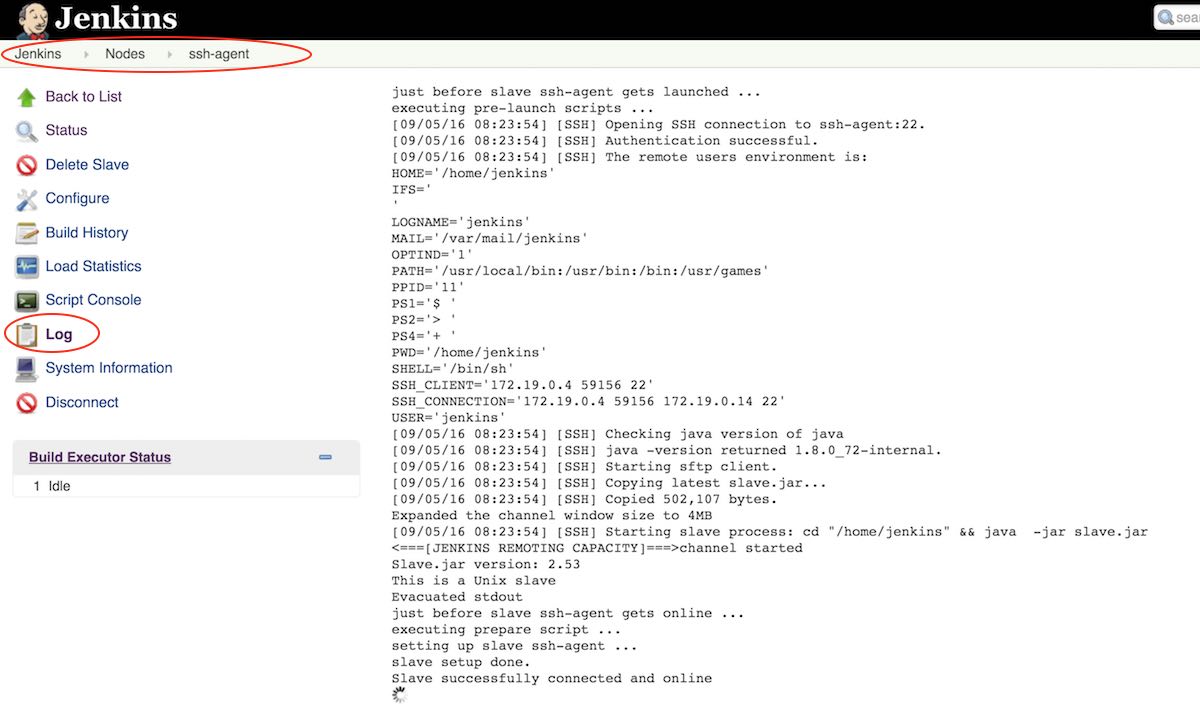 Jenkins
sea
Jenkins
Nodes
ssh-agent
Back to List
Status
Delete Slave
Configure
Build History
Load Statistics
Script Console
Log
System Information
Disconnect
Build Executor Status
1 Idle
just before slave ssh-agent gets launched ...
executing pre-launch scripts ...
[09/05/16 08:23:54] [SSH] Opening SSH connection to ssh-agent:22.
[09/05/16 08:23:54] [SSH] Authentication successful.
[09/05/16 08:23:54] [SSH] The remote users environment is:
HOME='/home/jenkins'
IFS='
'
LOGNAME='jenkins'
MAIL='/var/mail/jenkins'
OPTIND='1'
PATH='/usr/local/bin:/usr/bin:/bin:/usr/games'
PPID='11'
PS1='$ '
PS2='> '
PS4='+ '
PWD='/home/jenkins'
SHELL='/bin/sh'
SSH_CLIENT='172.19.0.4 59156 22'
SSH_CONNECTION='172.19.0.4 59156 172.19.0.14 22'
USER='jenkins'
[09/05/16 08:23:54] [SSH] Checking java version of java
[09/05/16 08:23:54] [SSH] java -version returned 1.8.0_72-internal.
[09/05/16 08:23:54] [SSH] Starting sftp client.
[09/05/16 08:23:54] [SSH] Copying latest slave.jar...
[09/05/16 08:23:54] [SSH] Copied 502,107 bytes.
Expanded the channel window size to 4MB
[09/05/16 08:23:54] [SSH] Starting slave process: cd "/home/jenkins" && java  -jar slave.jar
<===[JENKINS REMOTING CAPACITY]===>channel started
Slave.jar version: 2.53
This is a Unix slave
Evacuated stdout
just before slave ssh-agent gets online ...
executing prepare script ...
setting up slave ssh-agent ...
slave setup done.
Slave successfully connected and online